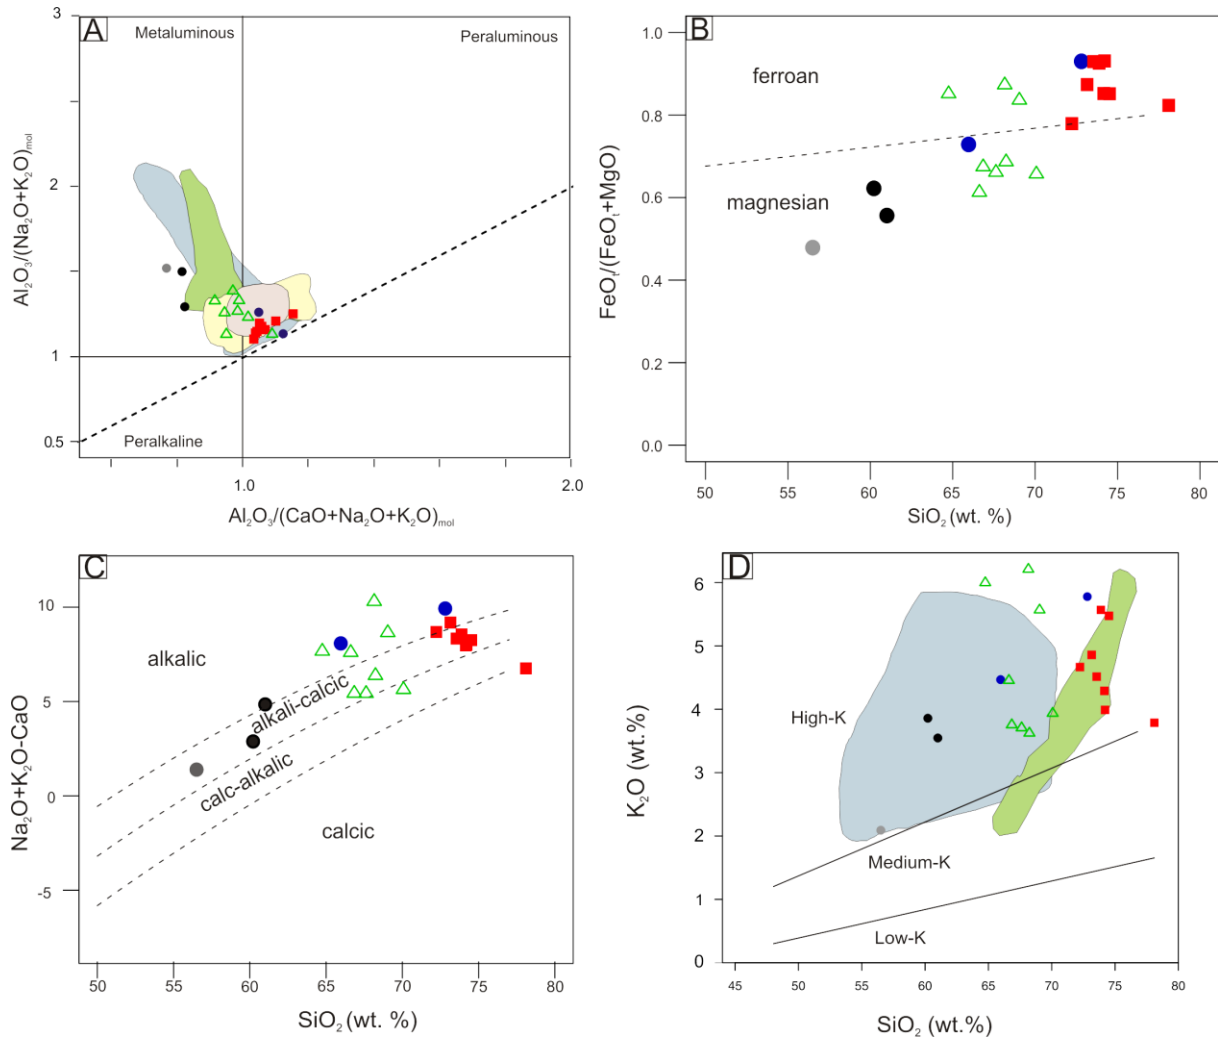 A
Metaluminous
Peraluminous
Peralkaline
3
2
1
0.5
1.0
2.0
Al₂O₃/(Na₂O+K₂O)mol
Al₂O₃/(CaO+Na₂O+K₂O)mol
B
ferroan
magnesian
1.0
0.8
0.6
0.4
0.2
0.0
50 55 60 65 70 75 80
FeOt/(FeOt+MgO)
SiO₂ (wt. %)
C
alkalic
alkali-calcic
calc-alkalic
calcic
10
5
0
-5
50 55 60 65 70 75 80
Na₂O+K₂O-CaO
SiO₂ (wt. %)
D
High-K
Medium-K
Low-K
6
5
4
3
2
1
0
45 50 55 60 65 70 75 80
K₂O (wt.%)
SiO₂ (wt.%)